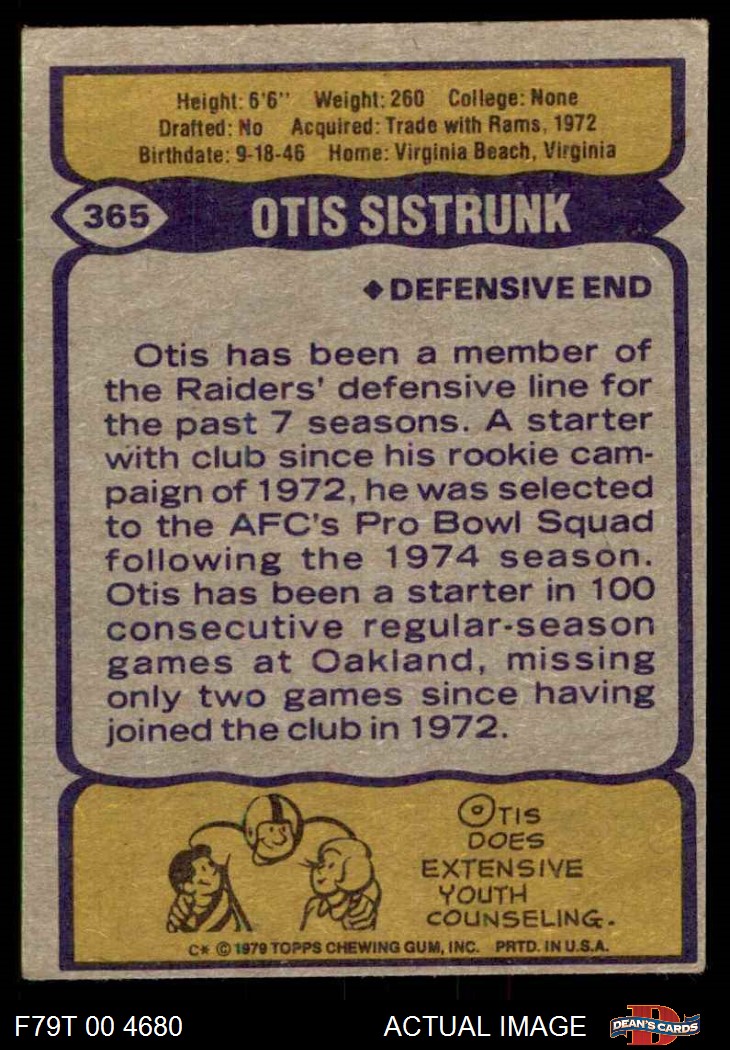 Height: 6'6" Weight: 260 College: None
Drafted: No Acquired: Trade with Rams, 1972
Birthdate: 9-18-46 Home: Virginia Beach, Virginia
365 OTIS SISTRUNK
◆ DEFENSIVE END
Otis has been a member of
the Raiders' defensive line for
the past 7 seasons. A starter
with club since his rookie cam-
paign of 1972, he was selected
to the AFC's Pro Bowl Squad
following the 1974 season.
Otis has been a starter in 100
consecutive regular-season
games at Oakland, missing
only two games since having
joined the club in 1972.
OTIS
DOES
EXTENSIVE
YOUTH
COUNSELING.
C* © 1979 TOPPS CHEWING GUM, INC. PRTD. IN U.S.A.
F79T 00 4680 ACTUAL IMAGE D DEAN'S CARDS